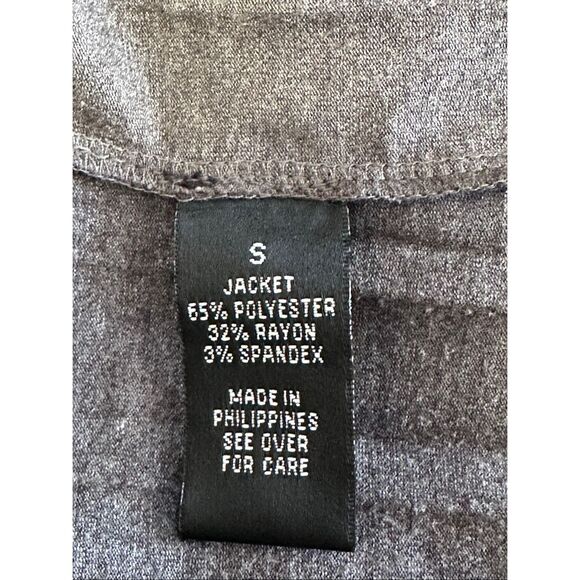 S
JACKET
65% POLYESTER
32% RAYON
3% SPANDEX
MADE IN
PHILIPPINES
SEE OVER
FOR CARE